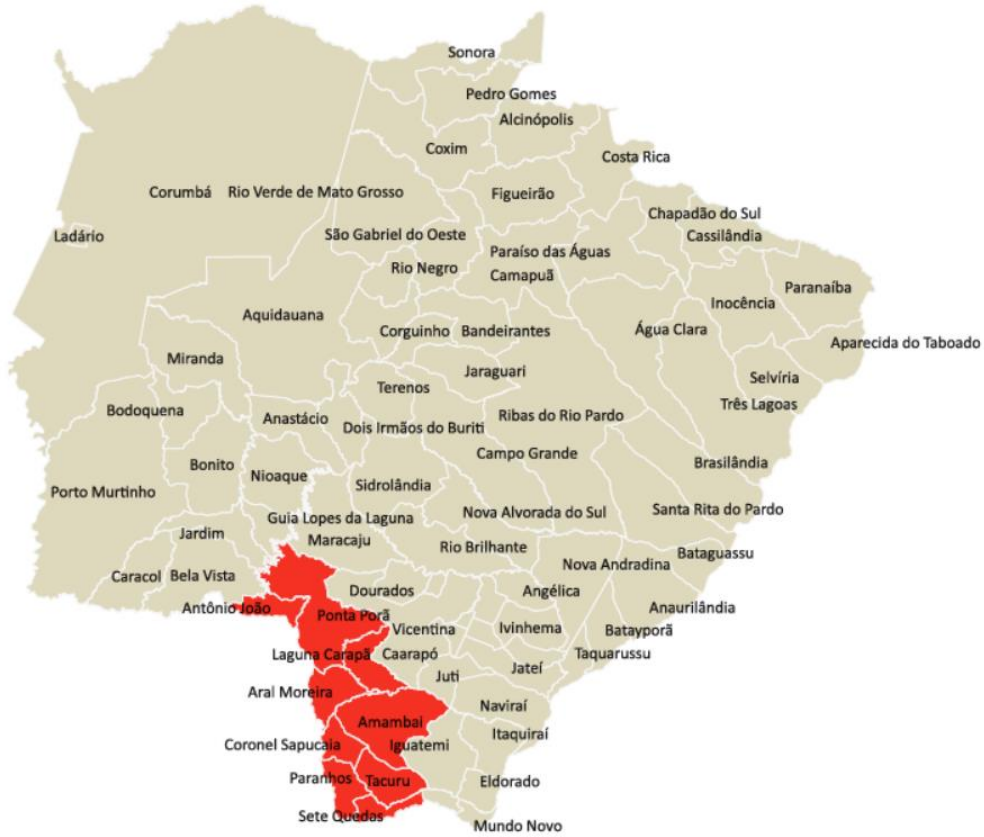 Sonora
Pedro Gomes
Alcinópolis
Coxim
Costa Rica
Corumbá
Rio Verde de Mato Grosso
Figueirão
Chapadão do Sul
Ladário
São Gabriel do Oeste
Cassilândia
Paraíso das Águas
Rio Negro
Camapuã
Paranaíba
Inocência
Aquidauana
Corguinho
Bandeirantes
Água Clara
Aparecida do Taboado
Miranda
Jaraguari
Selvíria
Terenos
Três Lagoas
Bodoquena
Anastácio
Dois Irmãos do Buriti
Ribas do Rio Pardo
Campo Grande
Bonito
Brasilândia
Nioaque
Sidrolândia
Porto Murtinho
Guia Lopes da Laguna
Nova Alvorada do Sul
Santa Rita do Pardo
Jardim
Maracaju
Rio Brilhante
Bataguassu
Nova Andradina
Caracol
Bela Vista
Dourados
Angélica
Antônio João
Anaurilândia
Ponta Porã
Vicentina
Ivinhema
Batayporã
Laguna Carapã
Caarapó
Taquarussu
Juti
Jateí
Aral Moreira
Naviraí
Amambai
Itaquiraí
Coronel Sapucaia
Iguatemi
Paranhos
Tacuru
Eldorado
Sete Quedas
Mundo Novo